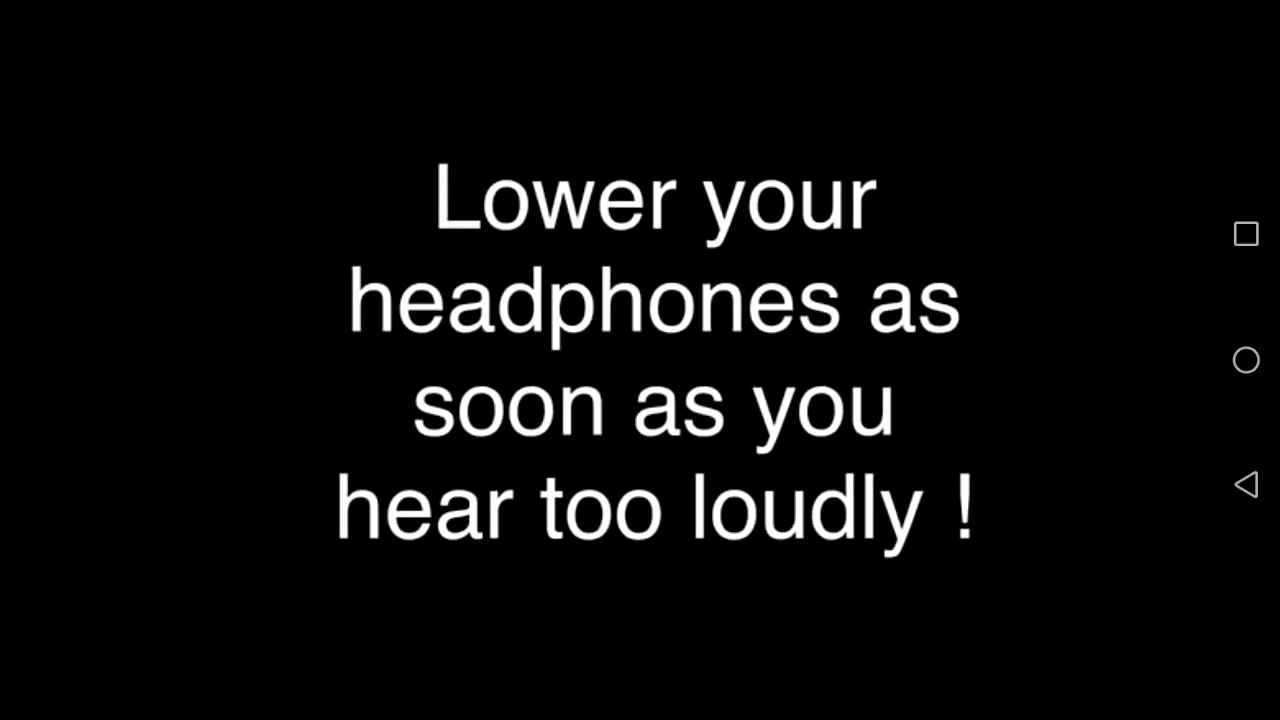 Lower your
headphones as
soon as you
hear too loudly !